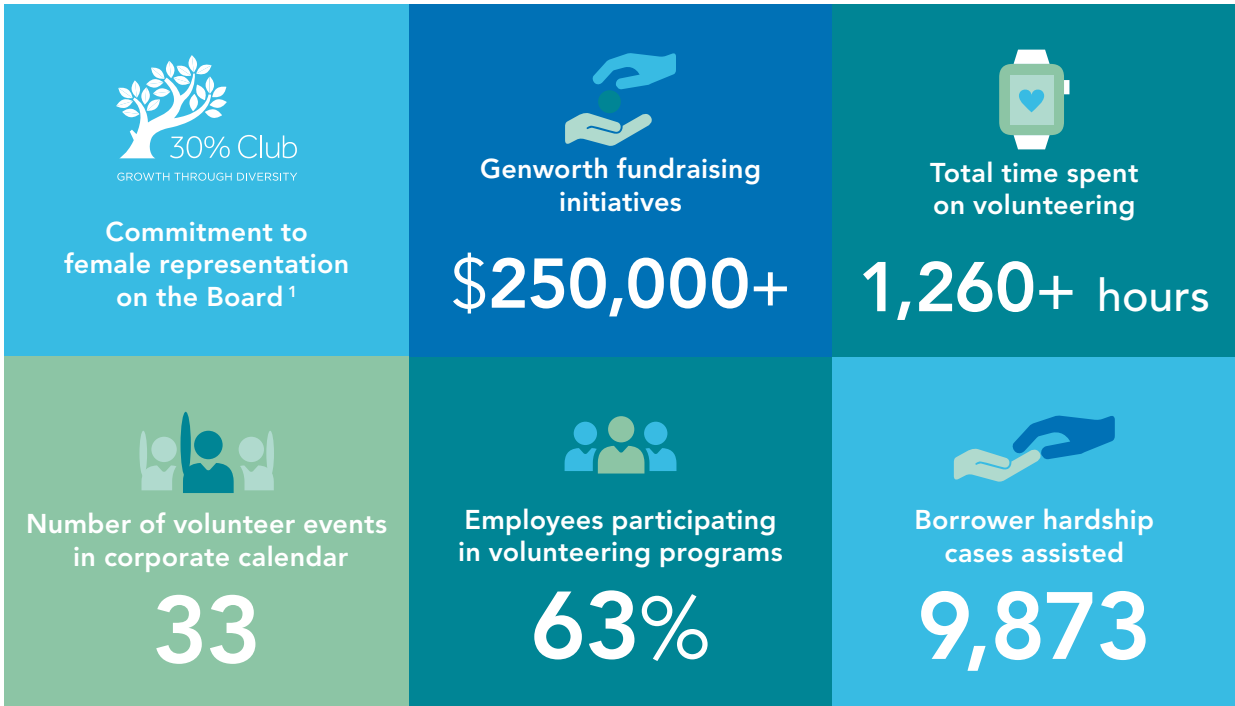 30% Club
GROWTH THROUGH DIVERSITY
Commitment to
female representation
on the Board ¹
Genworth fundraising
initiatives
$250,000+
Total time spent
on volunteering
1,260+ hours
Number of volunteer events
in corporate calendar
33
Employees participating
in volunteering programs
63%
Borrower hardship
cases assisted
9,873